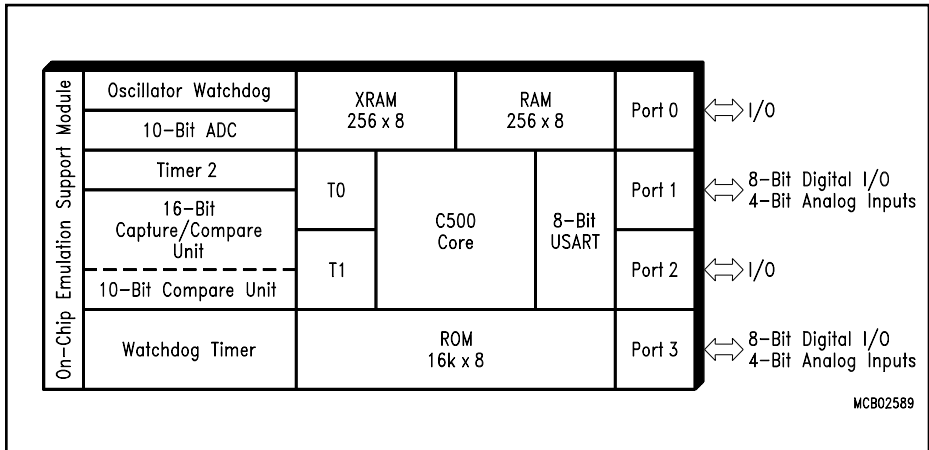 On-Chip Emulation Support Module
Oscillator Watchdog
10-Bit ADC
Timer 2
16-Bit
Capture/Compare
Unit
10-Bit Compare Unit
Watchdog Timer
XRAM
256 x 8
RAM
256 x 8
T0
T1
C500
Core
8-Bit
USART
ROM
16k x 8
Port 0
I/O
Port 1
8-Bit Digital I/O
4-Bit Analog Inputs
Port 2
I/O
Port 3
8-Bit Digital I/O
4-Bit Analog Inputs
MCB02589